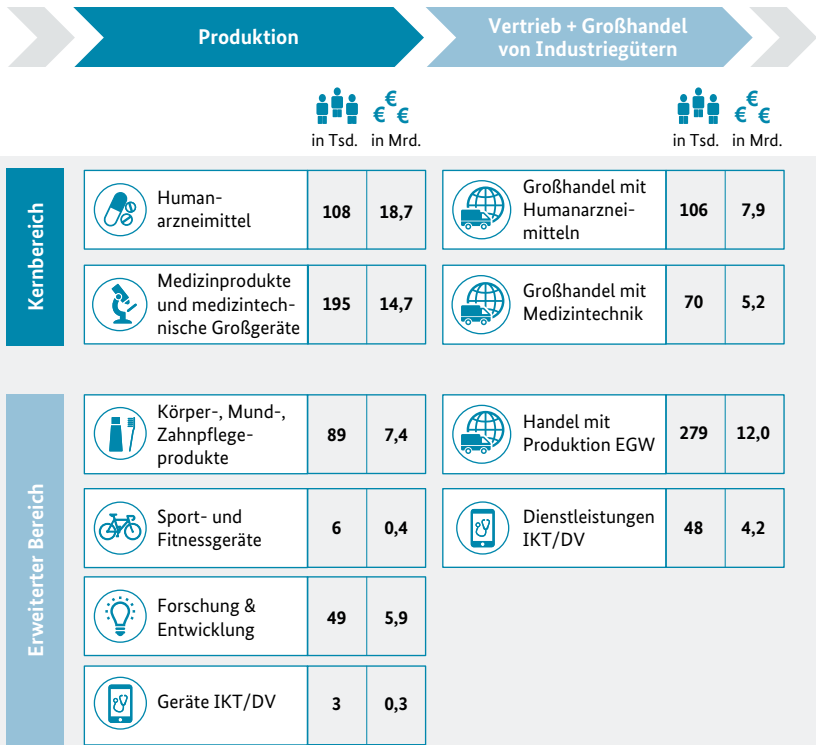 Produktion
Vertrieb + Großhandel
von Industriegütern
€ € €
in Tsd. in Mrd.
€ € €
in Tsd. in Mrd.
Kernbereich
Human-
arzneimittel
108 18,7
Großhandel mit
Humanarznei-
mitteln
106 7,9
Medizinprodukte
und medizintech-
nische Großgeräte
195 14,7
Großhandel mit
Medizintechnik
70 5,2
Erweiterter Bereich
Körper-, Mund-,
Zahnpflege-
produkte
89 7,4
Handel mit
Produktion EGW
279 12,0
Sport- und
Fitnessgeräte
6 0,4
Dienstleistungen
IKT/DV
48 4,2
Forschung &
Entwicklung
49 5,9
Geräte IKT/DV
3 0,3